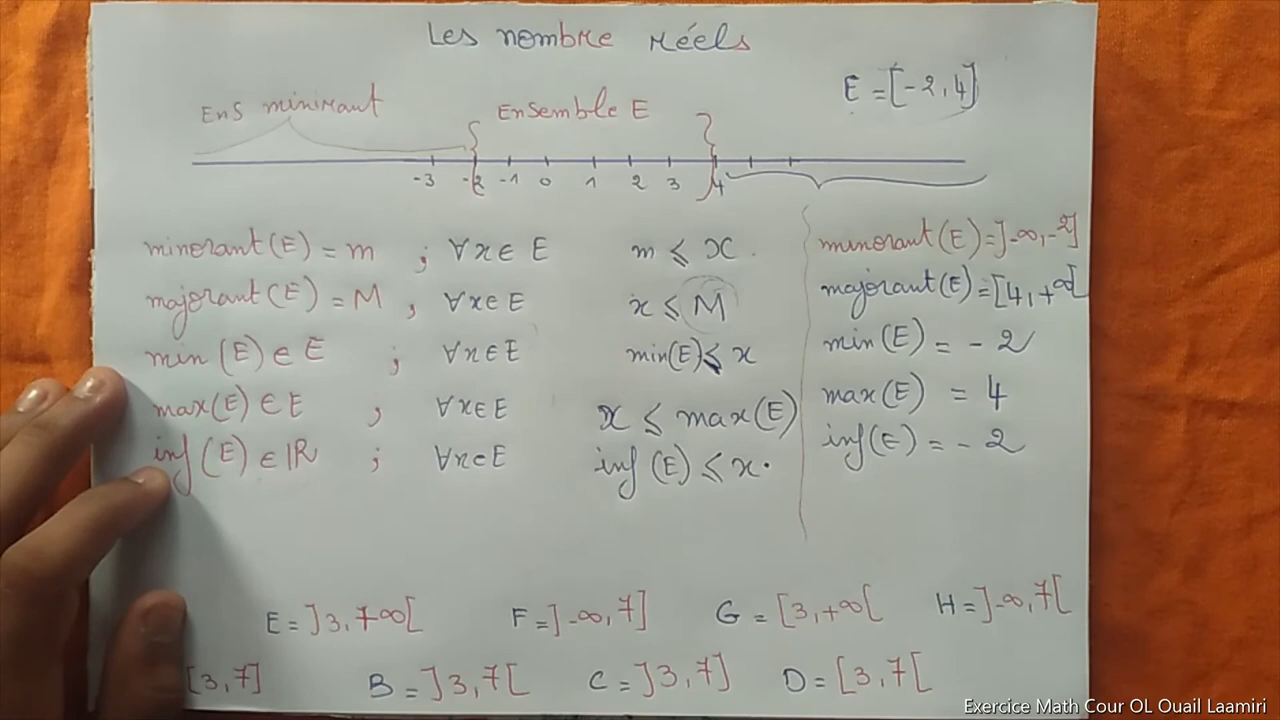 Les nombre réels
E = [-2, 4]
Ens minirant Ensemble E
-3 -2 -1 0 1 2 3 4
minorant(E) = m ; ∀x∈E m ⩽ x
majorant(E) = M , ∀x∈E x ⩽ M
min (E) ∈ E ; ∀x∈E min(E) ⩽ x
max(E) ∈ E , ∀x∈E x ⩽ max(E)
inf (E) ∈ ℝ ; ∀x∈E inf (E) ⩽ x.
minorant(E) = ]-∞, -2]
majorant(E) = [4, +∞[
min(E) = -2
max(E) = 4
inf(E) = -2
E = ]3, +∞[ F = ]-∞, 7] G = [3, +∞[ H = ]-∞, 7[
[3, 7] B = ]3, 7[ C = ]3, 7] D = [3, 7[
Exercice Math Cour OL Ouail Laamiri